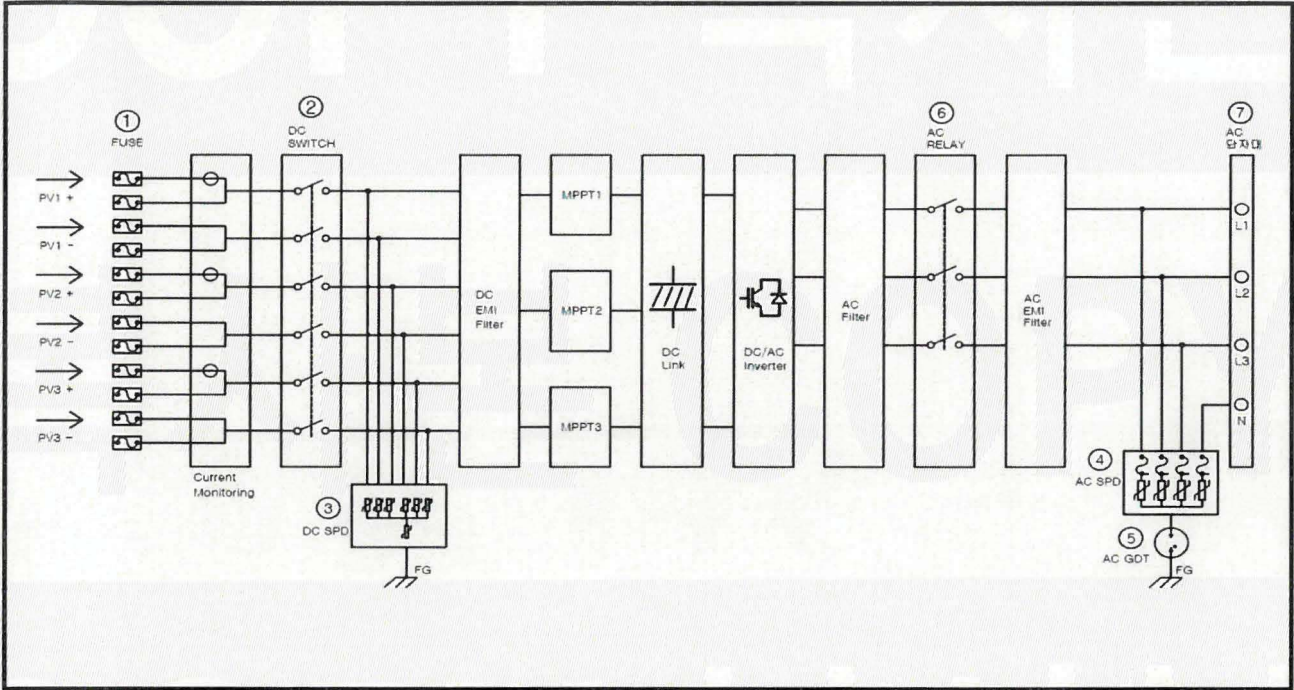 ① FUSE
② DC SWITCH
⑥ AC RELAY
⑦ AC 단자대
PV1 +
PV1 -
PV2 +
PV2 -
PV3 +
PV3 -
Current Monitoring
DC EMI Filter
MPPT1
MPPT2
MPPT3
DC Link
DC/AC Inverter
AC Filter
AC EMI Filter
L1
L2
L3
N
③ DC SPD
FG
④ AC SPD
⑤ AC GDT
FG